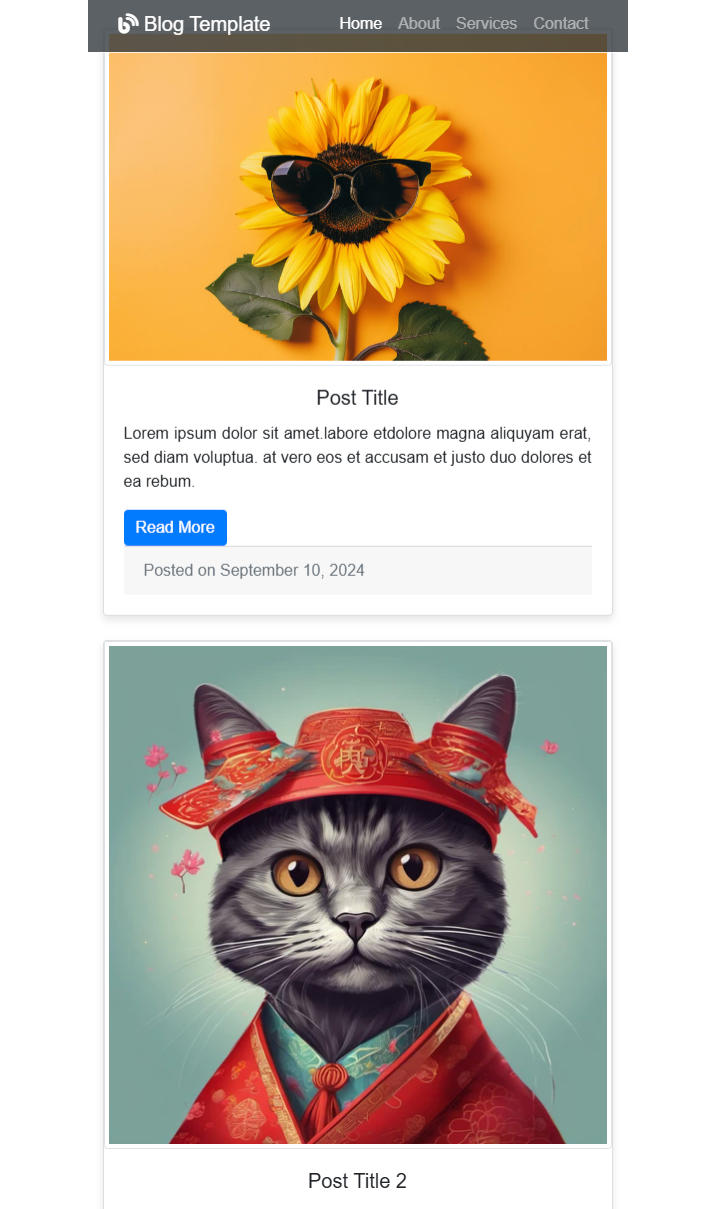 Blog Template Home About Services Contact
Post Title
Lorem ipsum dolor sit amet.labore etdolore magna aliquyam erat,
sed diam voluptua. at vero eos et accusam et justo duo dolores et
ea rebum.
Read More
Posted on September 10, 2024
Post Title 2